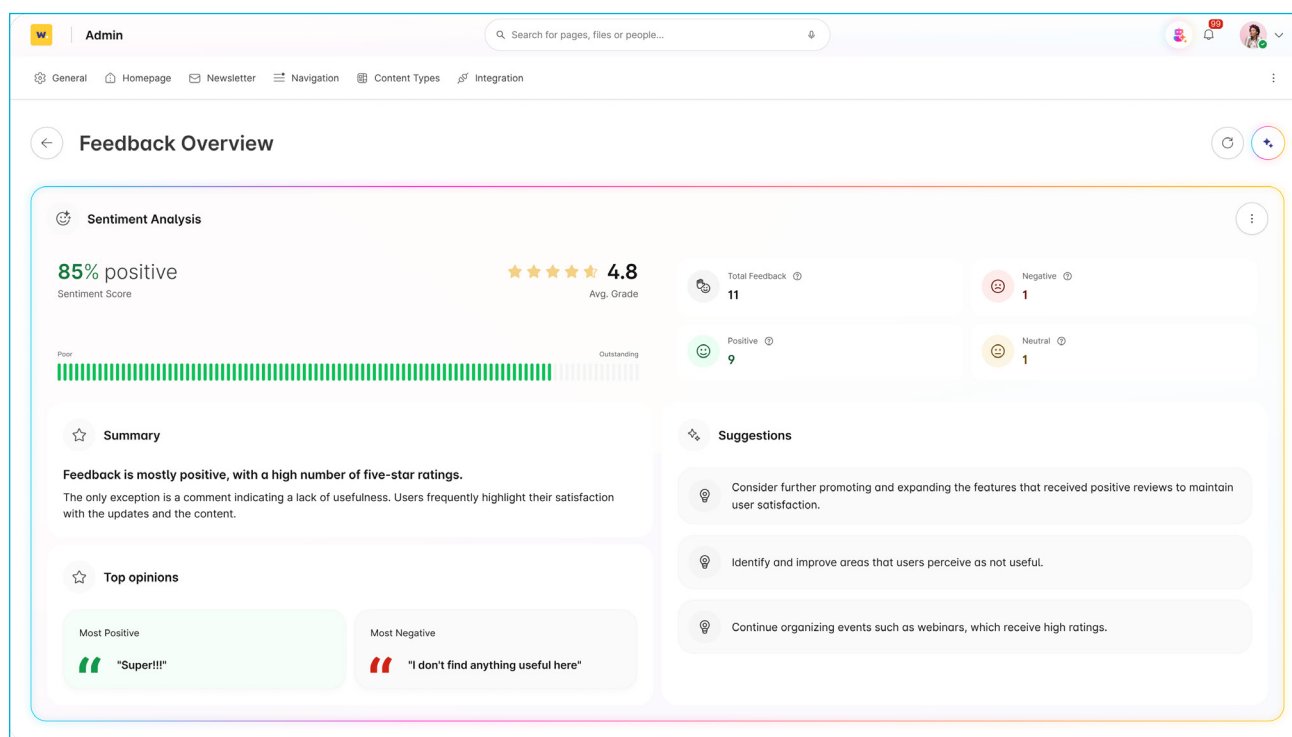 w Admin
Search for pages, files or people...
99
General Homepage Newsletter Navigation Content Types Integration
Feedback Overview
Sentiment Analysis
85% positive
Sentiment Score
4.8
Avg. Grade
Poor
Outstanding
Total Feedback
11
Negative
1
Positive
9
Neutral
1
Summary
Feedback is mostly positive, with a high number of five-star ratings.
The only exception is a comment indicating a lack of usefulness. Users frequently highlight their satisfaction
with the updates and the content.
Top opinions
Most Positive
"Super!!!"
Most Negative
"I don't find anything useful here"
Suggestions
Consider further promoting and expanding the features that received positive reviews to maintain
user satisfaction.
Identify and improve areas that users perceive as not useful.
Continue organizing events such as webinars, which receive high ratings.